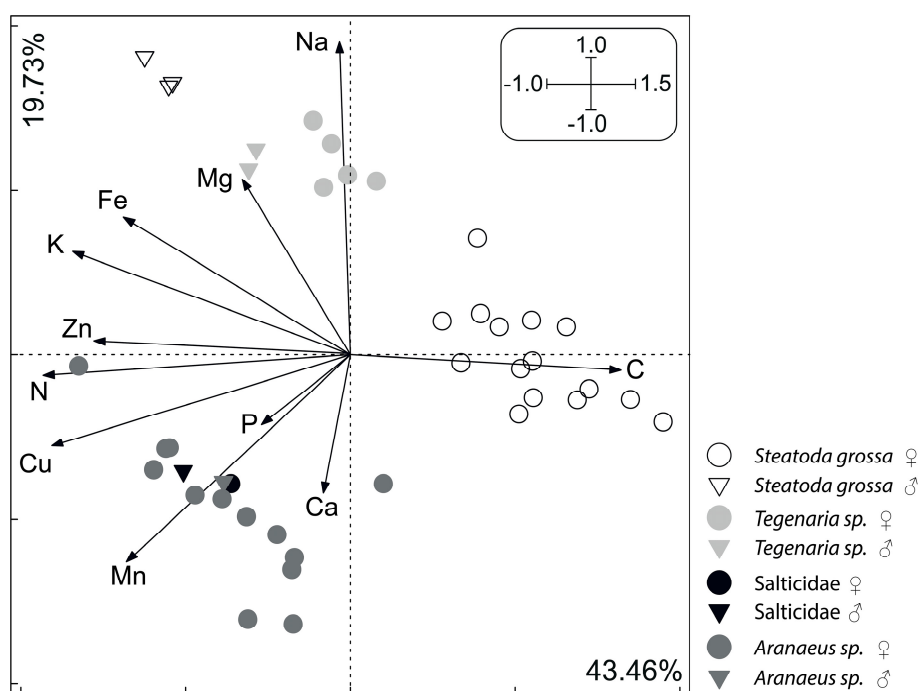 19.73%
Na
1.0
-1.0 1.5
-1.0
Mg
Fe
K
Zn
N
C
P
Cu
Ca
Mn
43.46%
Steatoda grossa ♀
Steatoda grossa ♂
Tegenaria sp. ♀
Tegenaria sp. ♂
Salticidae ♀
Salticidae ♂
Aranaeus sp. ♀
Aranaeus sp. ♂